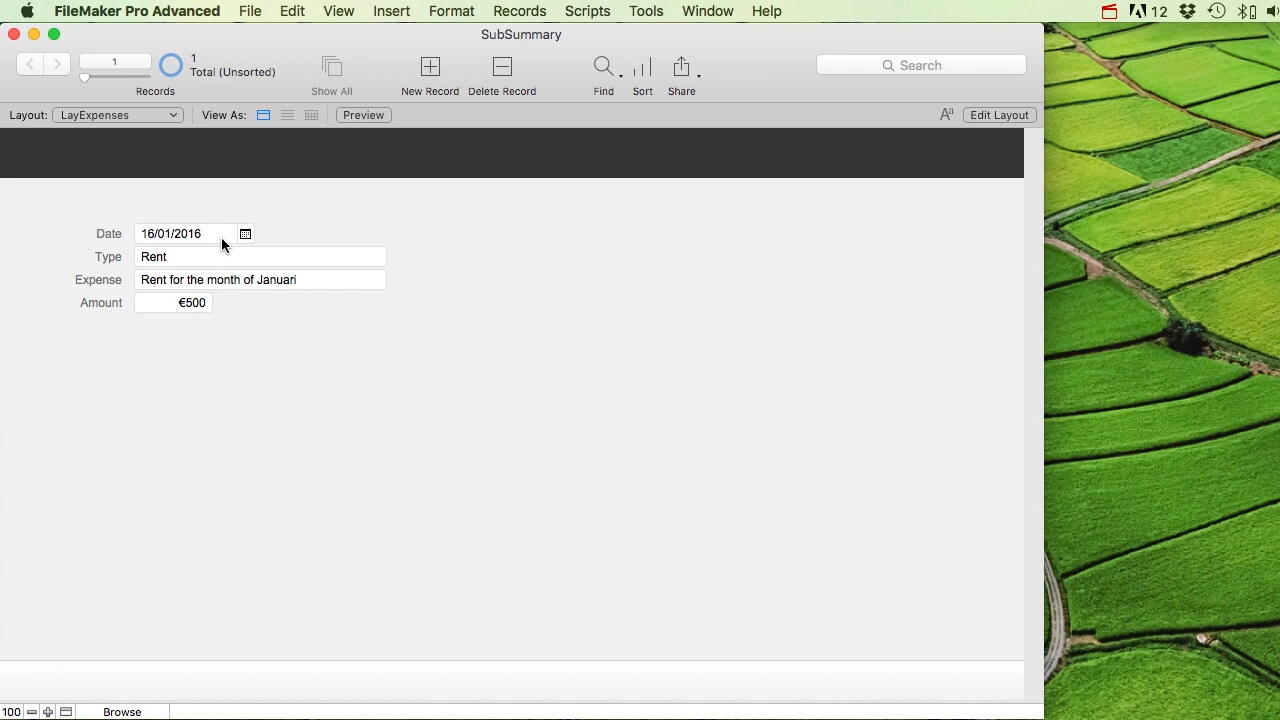 FileMaker Pro Advanced File Edit View Insert Format Records Scripts Tools Window Help 12
SubSummary
1
1
Total (Unsorted)
Records
Show All
New Record
Delete Record
Find
Sort
Share
Search
Layout: LayExpenses View As: Preview Aa Edit Layout
Date 16/01/2016
Type Rent
Expense Rent for the month of Januari
Amount €500
100 Browse